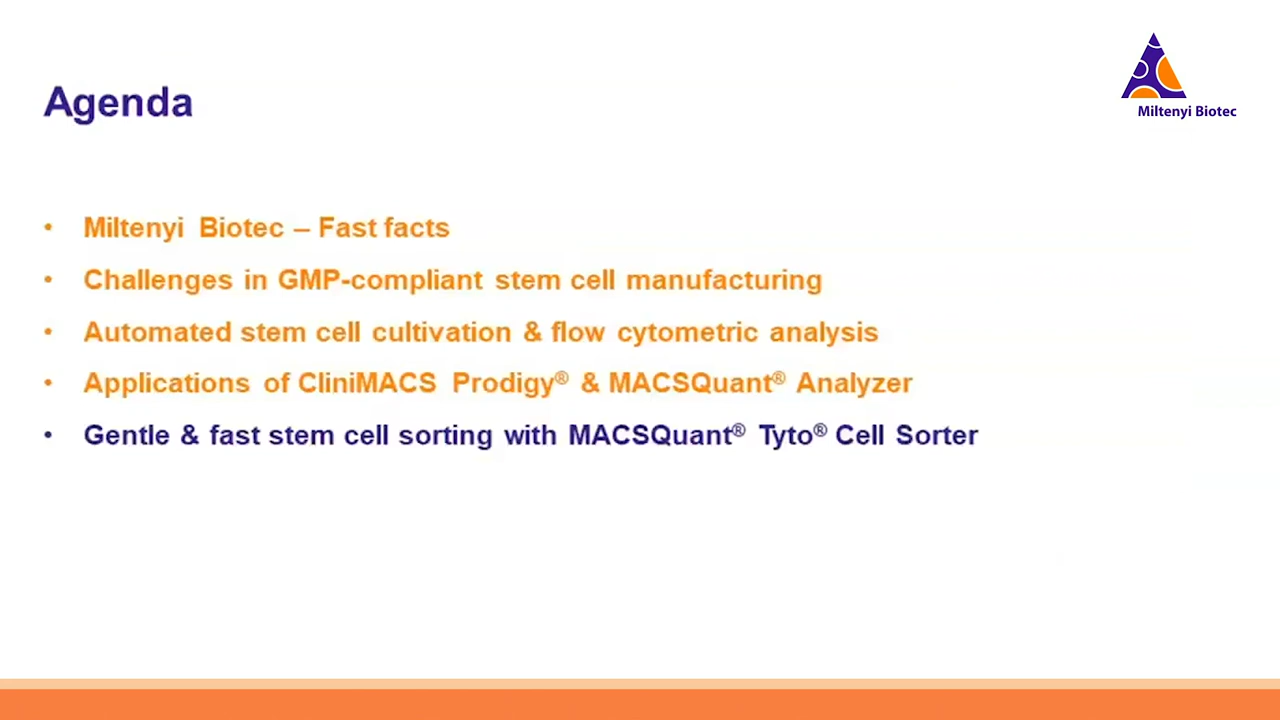 Miltenyi Biotec
Agenda
• Miltenyi Biotec – Fast facts
• Challenges in GMP-compliant stem cell manufacturing
• Automated stem cell cultivation & flow cytometric analysis
• Applications of CliniMACS Prodigy® & MACSQuant® Analyzer
• Gentle & fast stem cell sorting with MACSQuant® Tyto® Cell Sorter